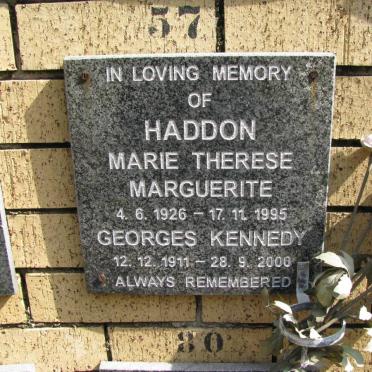 57
IN LOVING MEMORY
OF
HADDON
MARIE THERESE
MARGUERITE
4. 6. 1926 – 17. 11. 1995
GEORGES KENNEDY
12. 12. 1911 – 28. 9. 2000
ALWAYS REMEMBERED
80